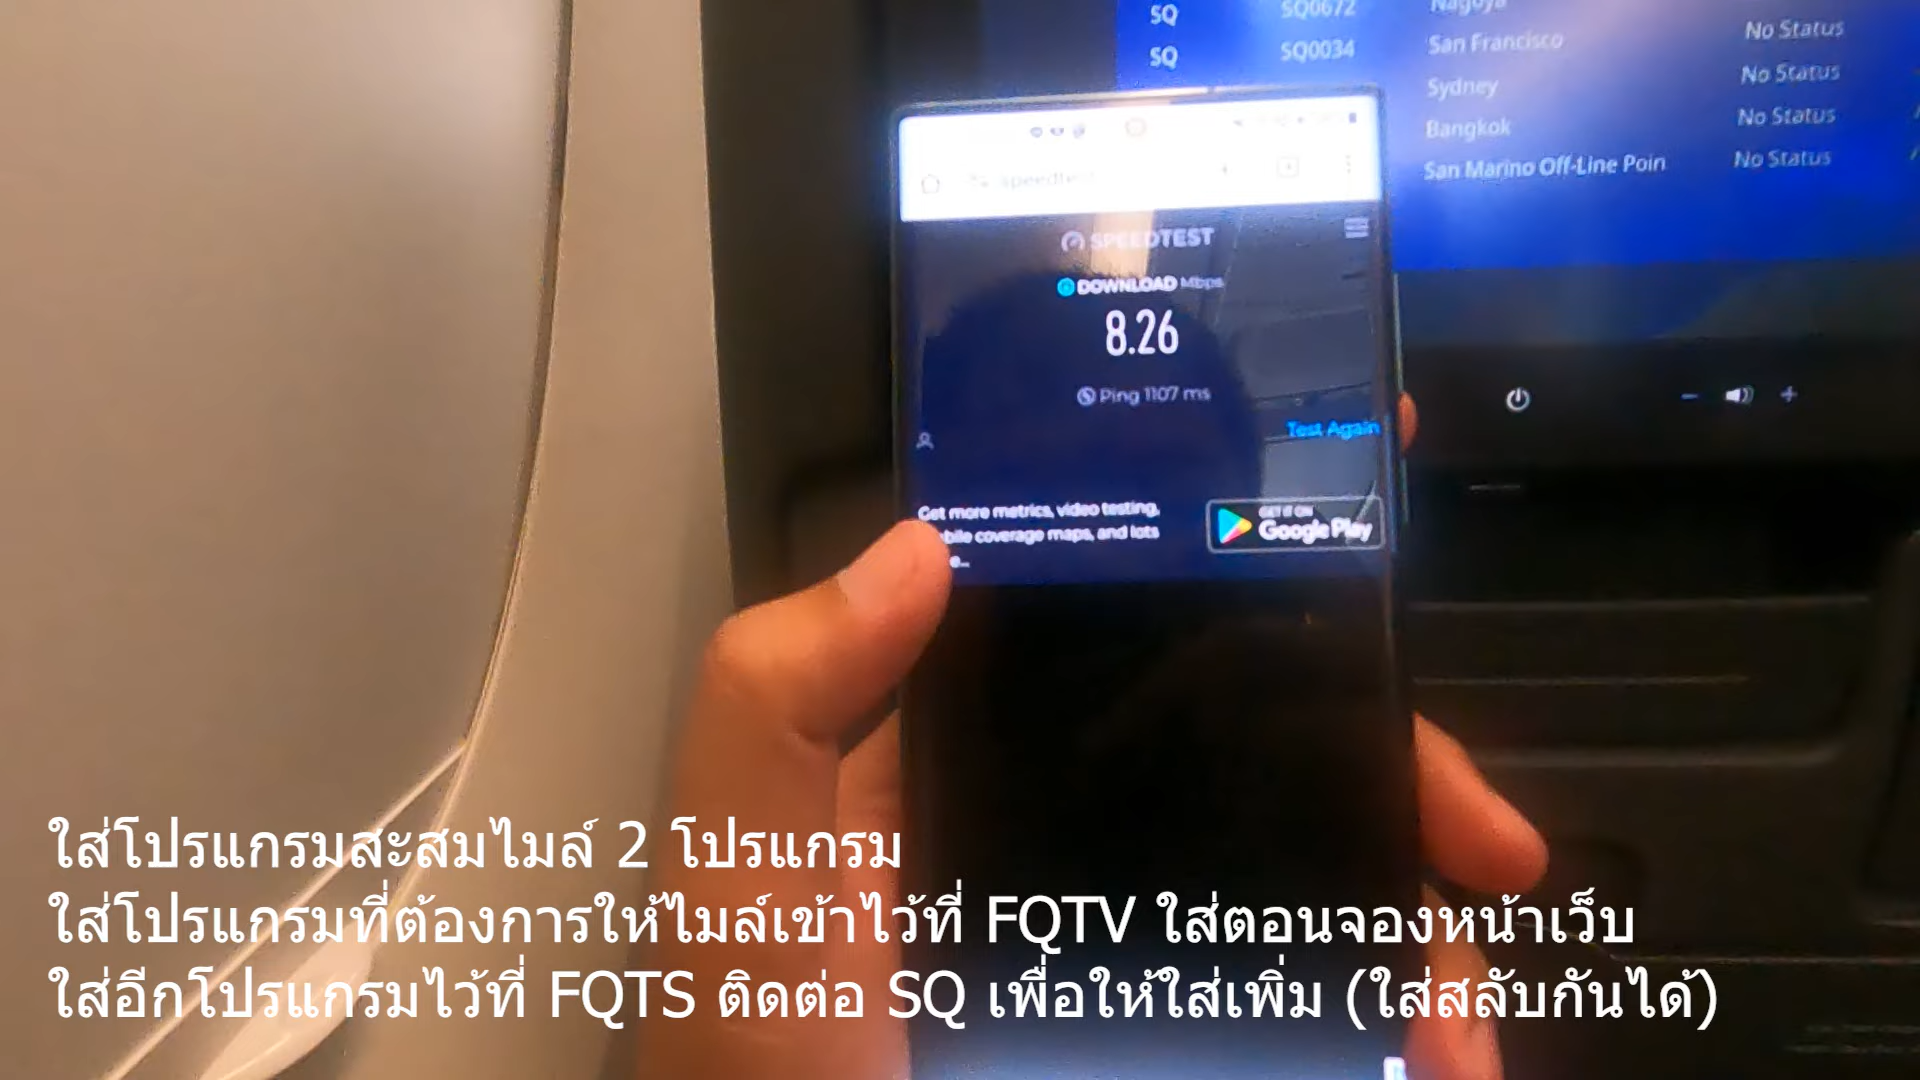 SQ SQ0672 Nagoya
SQ SQ0034 San Francisco No Status
Sydney No Status
Bangkok No Status
San Marino Off-Line Poin No Status
speedtest
SPEEDTEST
DOWNLOAD Mbps
8.26
Ping 1107 ms
Test Again
Get more metrics, video testing,
bile coverage maps, and lots
e...
GET IT ON
Google Play
ใส่โปรแกรมสะสมไมล์ 2 โปรแกรม
ใส่โปรแกรมที่ต้องการให้ไมล์เข้าไว้ที่ FQTV ใส่ตอนจองหน้าเว็บ
ใส่อีกโปรแกรมไว้ที่ FQTS ติดต่อ SQ เพื่อให้ใส่เพิ่ม (ใส่สลับกันได้)